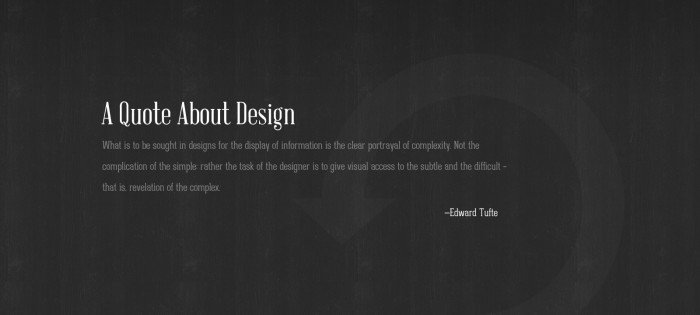 A Quote About Design
What is to be sought in designs for the display of information is the clear portrayal of complexity. Not the
complication of the simple: rather the task of the designer is to give visual access to the subtle and the difficult –
that is, revelation of the complex.
–Edward Tufte